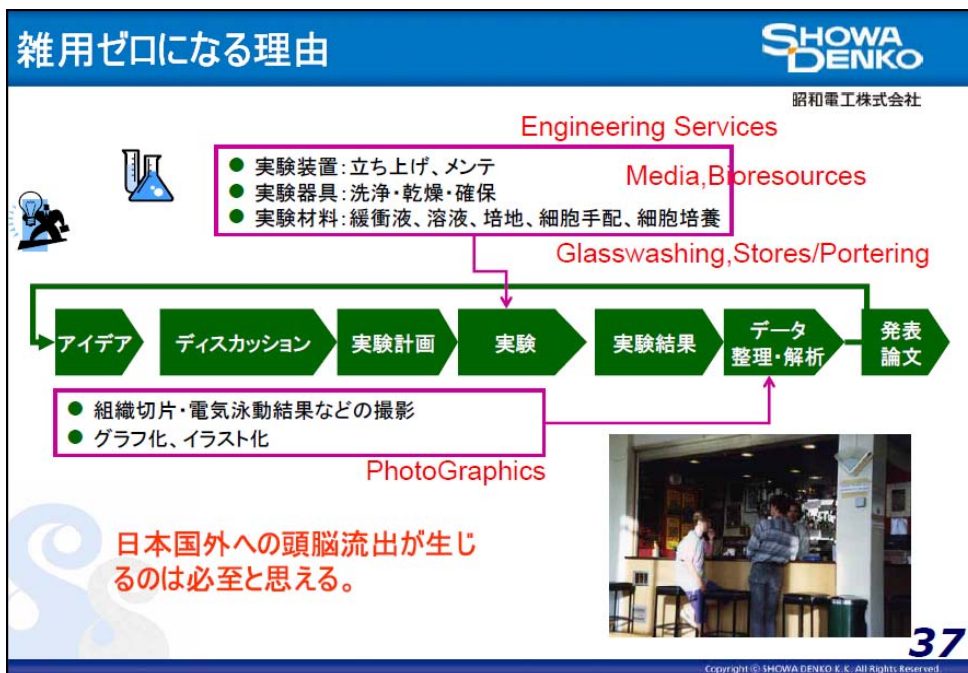 雑用ゼロになる理由
SHOWA
DENKO
昭和電工株式会社
Engineering Services
● 実験装置：立ち上げ、メンテ
● 実験器具：洗浄・乾燥・確保
● 実験材料：緩衝液、溶液、培地、細胞手配、細胞培養
Media,Bioresources
Glasswashing,Stores/Portering
アイデア
ディスカッション
実験計画
実験
実験結果
データ
整理・解析
発表
論文
● 組織切片・電気泳動結果などの撮影
● グラフ化、イラスト化
PhotoGraphics
日本国外への頭脳流出が生じ
るのは必至と思える。
37
Copyright © SHOWA DENKO K.K. All Rights Reserved.